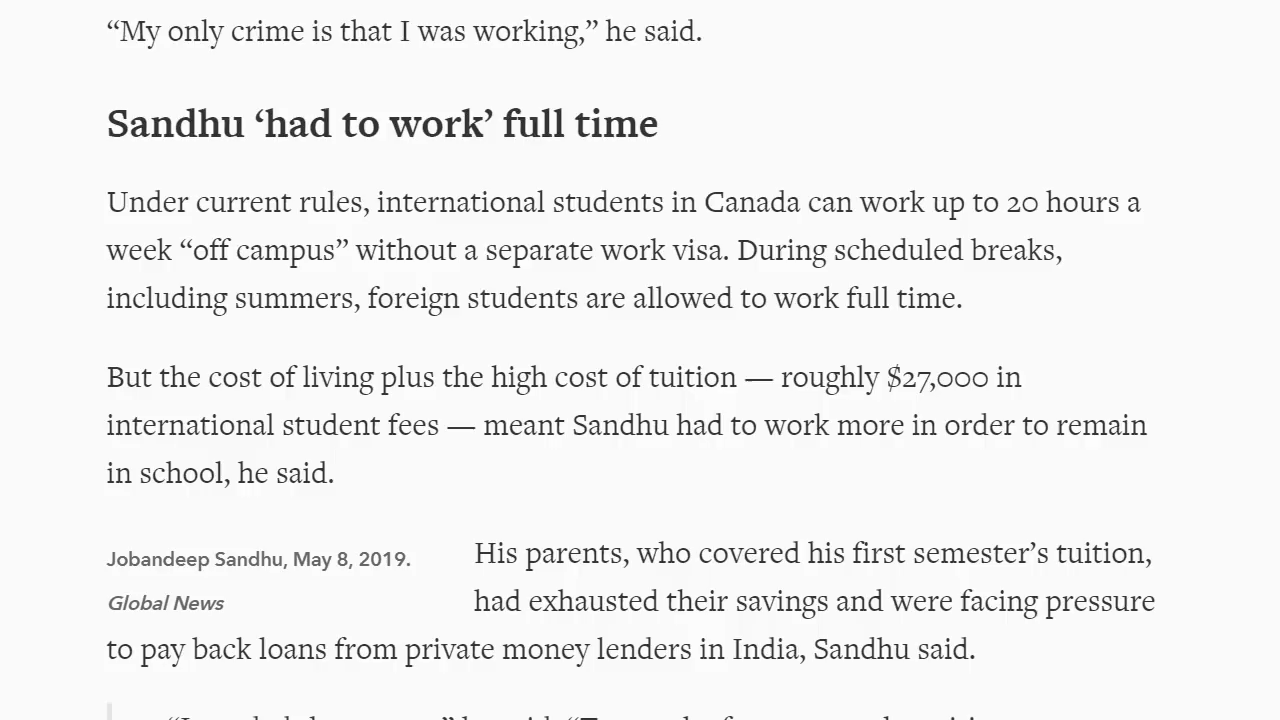 “My only crime is that I was working,” he said.
Sandhu ‘had to work’ full time
Under current rules, international students in Canada can work up to 20 hours a
week “off campus” without a separate work visa. During scheduled breaks,
including summers, foreign students are allowed to work full time.
But the cost of living plus the high cost of tuition — roughly $27,000 in
international student fees — meant Sandhu had to work more in order to remain
in school, he said.
Jobandeep Sandhu, May 8, 2019.
Global News
His parents, who covered his first semester’s tuition,
had exhausted their savings and were facing pressure
to pay back loans from private money lenders in India, Sandhu said.